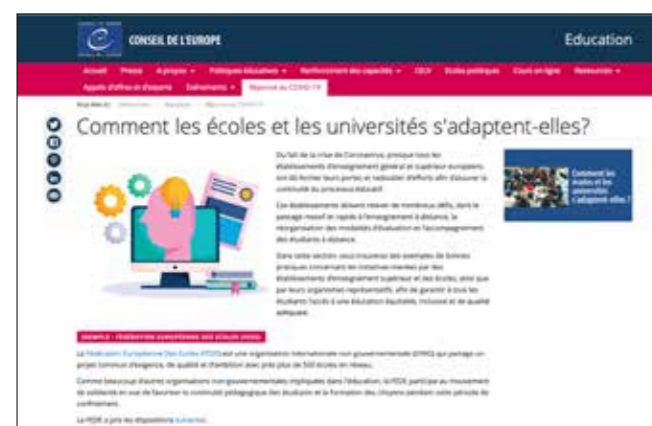 CONSEIL DE L'EUROPE
Education
Accueil Presse A propos Politiques éducatives Renforcement des capacités Ecoles politiques Cours en ligne Ressources
Appels d'offres et d'experts Evénements Réponse au COVID-19
Comment les écoles et les universités s'adaptent-elles?
Du fait de la crise de Coronavirus, presque tous les
établissements d'enseignement général et supérieur européens
ont dû fermer leurs portes et redoubler d'efforts afin d'assurer la
continuité du processus éducatif.
Comment les
écoles et les
universités
s'adaptent-elles ?
Ces établissements doivent relever de nombreux défis, dont le
passage massif et rapide à l'enseignement à distance, la
réorganisation des modalités d'évaluation et l'accompagnement
des étudiants à distance.
Dans cette section, vous trouverez des exemples de bonnes
pratiques concernant les initiatives menées par des
établissements d'enseignement supérieur et des écoles, ainsi que
par leurs organismes représentatifs, afin de garantir à tous les
étudiants l'accès à une éducation équitable, inclusive et de qualité
adéquate.
EXEMPLE - FÉDÉRATION EUROPÉENNE DES ECOLES (FEDE)
La Fédération Européenne Des Ecoles (FEDE) est une organisation internationale non gouvernementale (OING) qui partage un
projet commun d'exigence, de qualité et d'ambition avec près plus de 500 écoles en réseau.
Comme beaucoup d'autres organisations non-gouvernementales impliquées dans l'éducation, la FEDE participe au mouvement
de solidarité en vue de favoriser la continuité pédagogique des étudiants et la formation des citoyens pendant cette période de
confinement.
La FEDE a pris les dispositions suivantes: